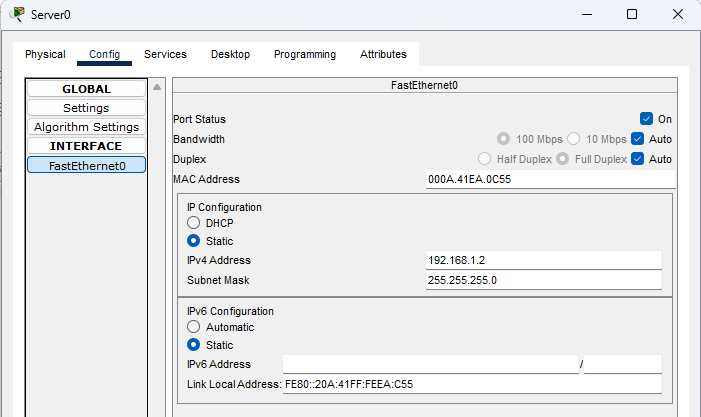 Server0
Physical Config Services Desktop Programming Attributes
GLOBAL
Settings
Algorithm Settings
INTERFACE
FastEthernet0
FastEthernet0
Port Status On
Bandwidth 100 Mbps 10 Mbps Auto
Duplex Half Duplex Full Duplex Auto
MAC Address 000A.41EA.0C55
IP Configuration
DHCP
Static
IPv4 Address 192.168.1.2
Subnet Mask 255.255.255.0
IPv6 Configuration
Automatic
Static
IPv6 Address /
Link Local Address: FE80::20A:41FF:FEEA:C55